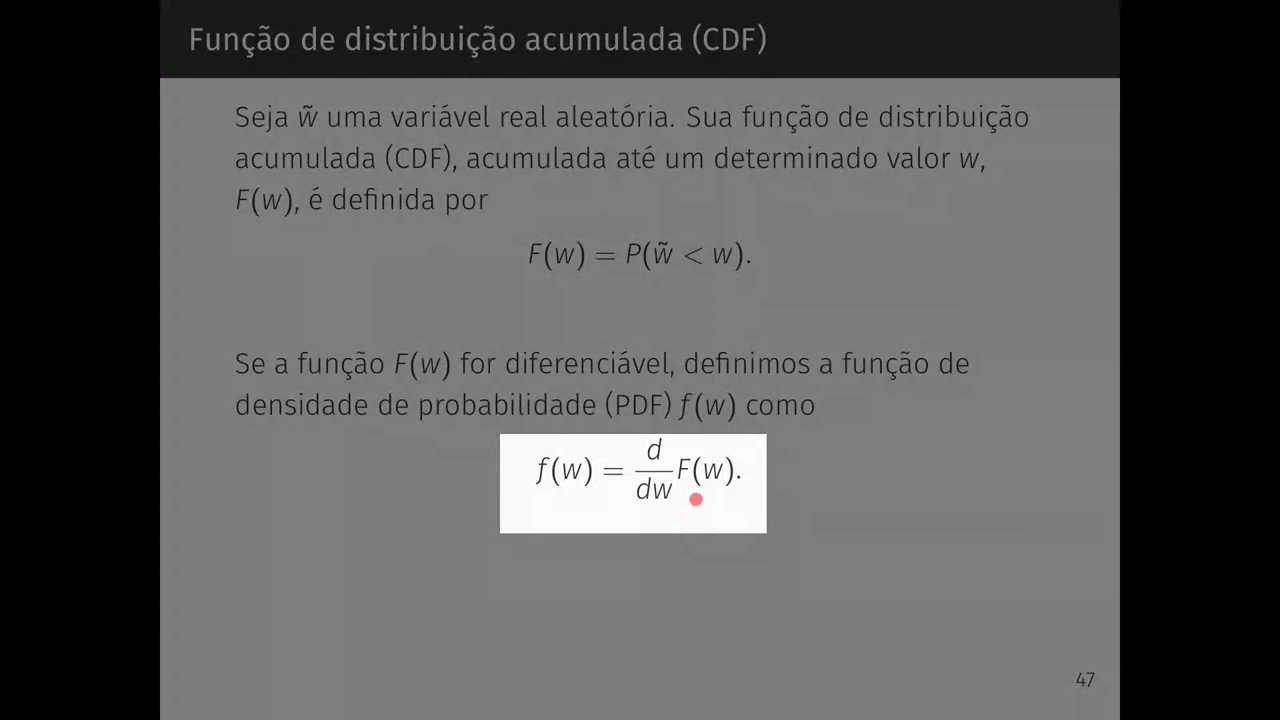 Função de distribuição acumulada (CDF)
Seja w̃ uma variável real aleatória. Sua função de distribuição
acumulada (CDF), acumulada até um determinado valor w,
F(w), é definida por
F(w) = P(w̃ < w).
Se a função F(w) for diferenciável, definimos a função de
densidade de probabilidade (PDF) f(w) como
f(w) = d/dw F(w).
47